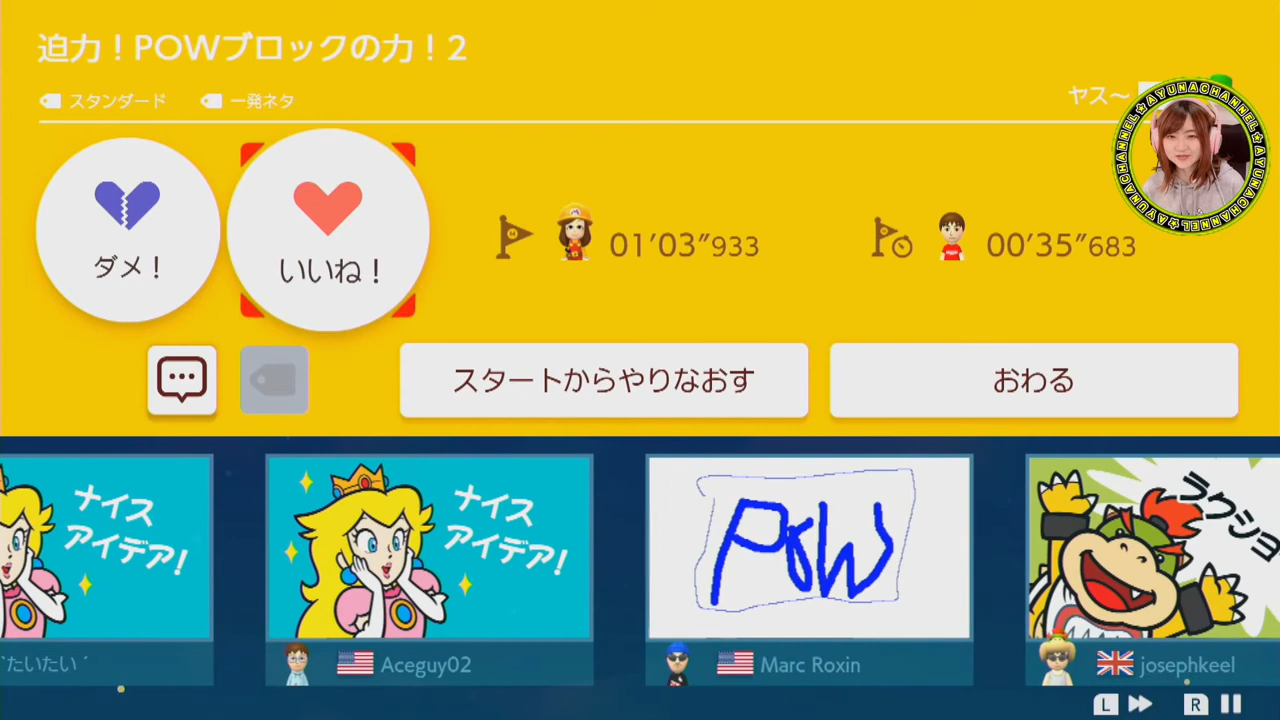 迫力！POWブロックの力！2
スタンダード 一発ネタ
ヤス～
AYUNACHANNEL★AYUNACHANNEL★AYUNACHANNEL★
ダメ！
いいね！
01'03"933
00'35"683
スタートからやりなおす
おわる
ナイス
アイデア！
ナイス
アイデア！
POW
ラクショ
たいたい
Aceguy02
Marc Roxin
josephkeel
L
R